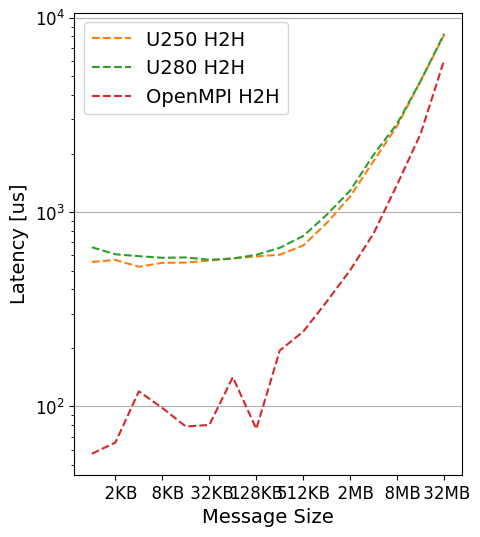 10^4
10^3
10^2
Latency [us]
U250 H2H
U280 H2H
OpenMPI H2H
2KB 8KB 32KB 128KB 512KB 2MB 8MB 32MB
Message Size